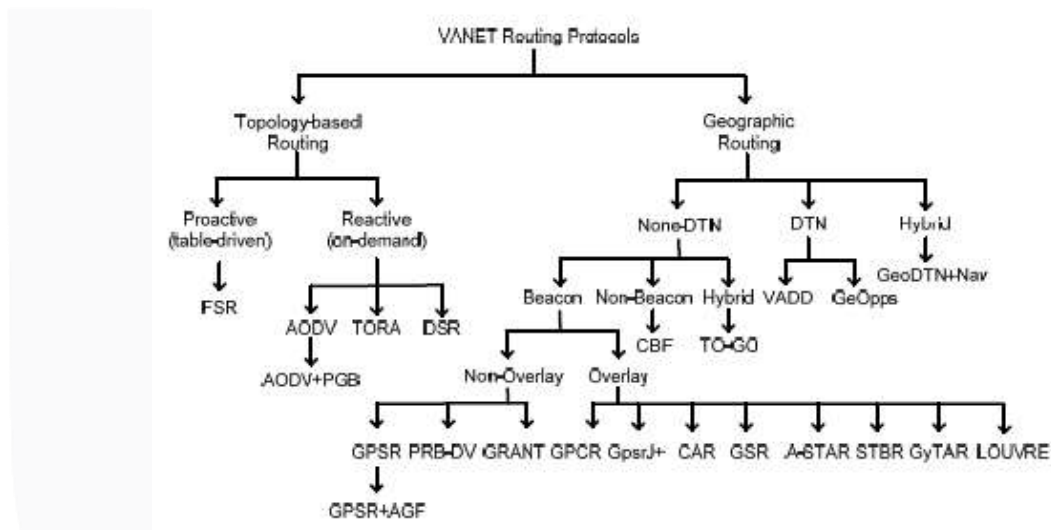 VANET Routing Protocols
Topology-based
Routing
Geographic
Routing
Proactive
(table-driven)
Reactive
(on-demand)
None-DTN
DTN
Hybrid
FSR
AODV
TORA
DSR
AODV+PGB
Beacon
Non-Beacon
Hybrid
VADD
GeOpps
GeoDTN+Nav
CBF
TO-GO
Non-Overlay
Overlay
GPSR
PRB-DV
GRANT
GPCR
GpsrJ+
CAR
GSR
A-STAR
STBR
GyTAR
LOUVRE
GPSR+AGF